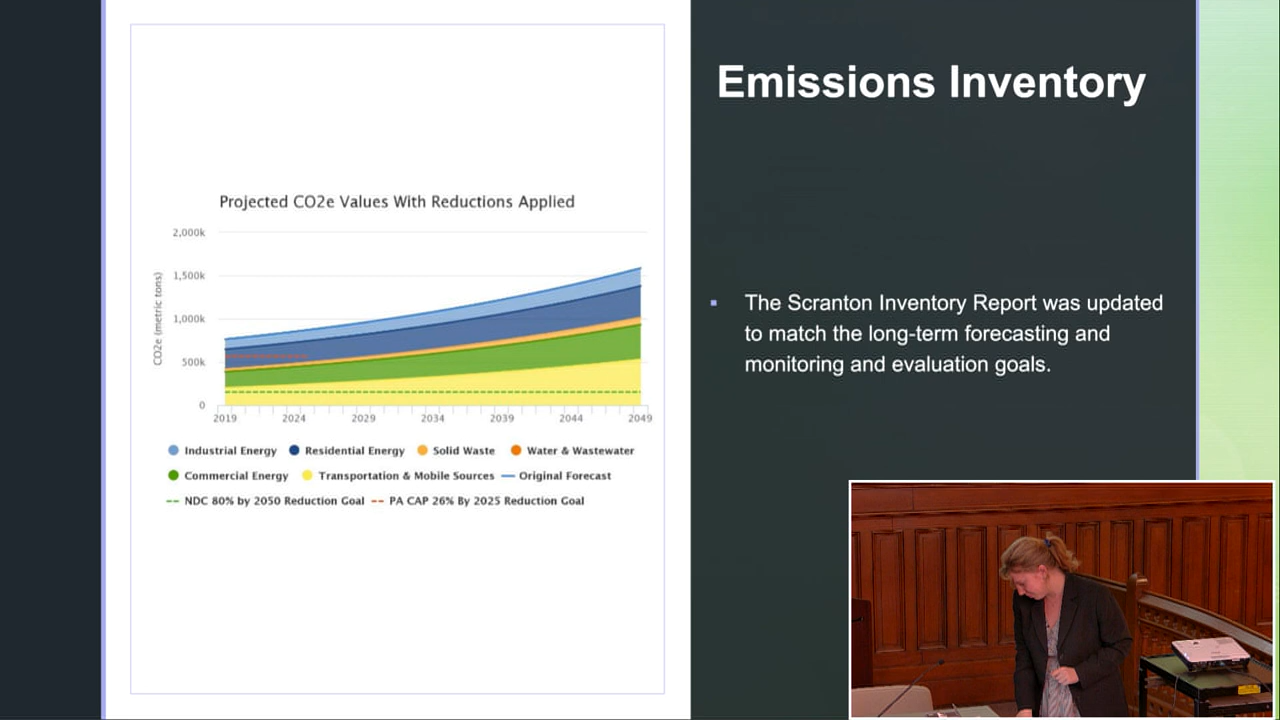 Emissions Inventory
Projected CO2e Values With Reductions Applied
CO2e (metric tons)
2,000k
1,500k
1,000k
500k
0
2019 2024 2029 2034 2039 2044 2049
Industrial Energy Residential Energy Solid Waste Water & Wastewater
Commercial Energy Transportation & Mobile Sources Original Forecast
NDC 80% by 2050 Reduction Goal PA CAP 26% By 2025 Reduction Goal
The Scranton Inventory Report was updated
to match the long-term forecasting and
monitoring and evaluation goals.